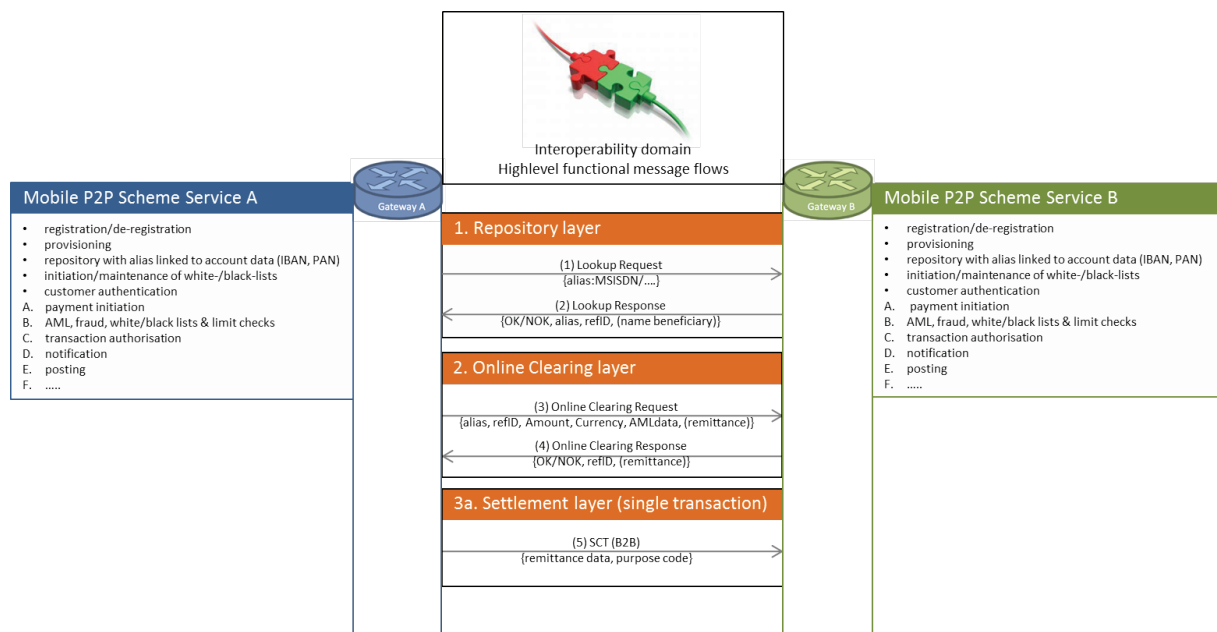 Interoperability domain
Highlevel functional message flows
Gateway A
Gateway B
Mobile P2P Scheme Service A
• registration/de-registration
• provisioning
• repository with alias linked to account data (IBAN, PAN)
• initiation/maintenance of white-/black-lists
• customer authentication
A. payment initiation
B. AML, fraud, white/black lists & limit checks
C. transaction authorisation
D. notification
E. posting
F. .....
1. Repository layer
(1) Lookup Request
{alias:MSISDN/....}
(2) Lookup Response
{OK/NOK, alias, refID, (name beneficiary)}
2. Online Clearing layer
(3) Online Clearing Request
{alias, refID, Amount, Currency, AMLdata, (remittance)}
(4) Online Clearing Response
{OK/NOK, refID, (remittance)}
3a. Settlement layer (single transaction)
(5) SCT (B2B)
{remittance data, purpose code}
Mobile P2P Scheme Service B
• registration/de-registration
• provisioning
• repository with alias linked to account data (IBAN, PAN)
• initiation/maintenance of white-/black-lists
• customer authentication
A. payment initiation
B. AML, fraud, white/black lists & limit checks
C. transaction authorisation
D. notification
E. posting
F. .....